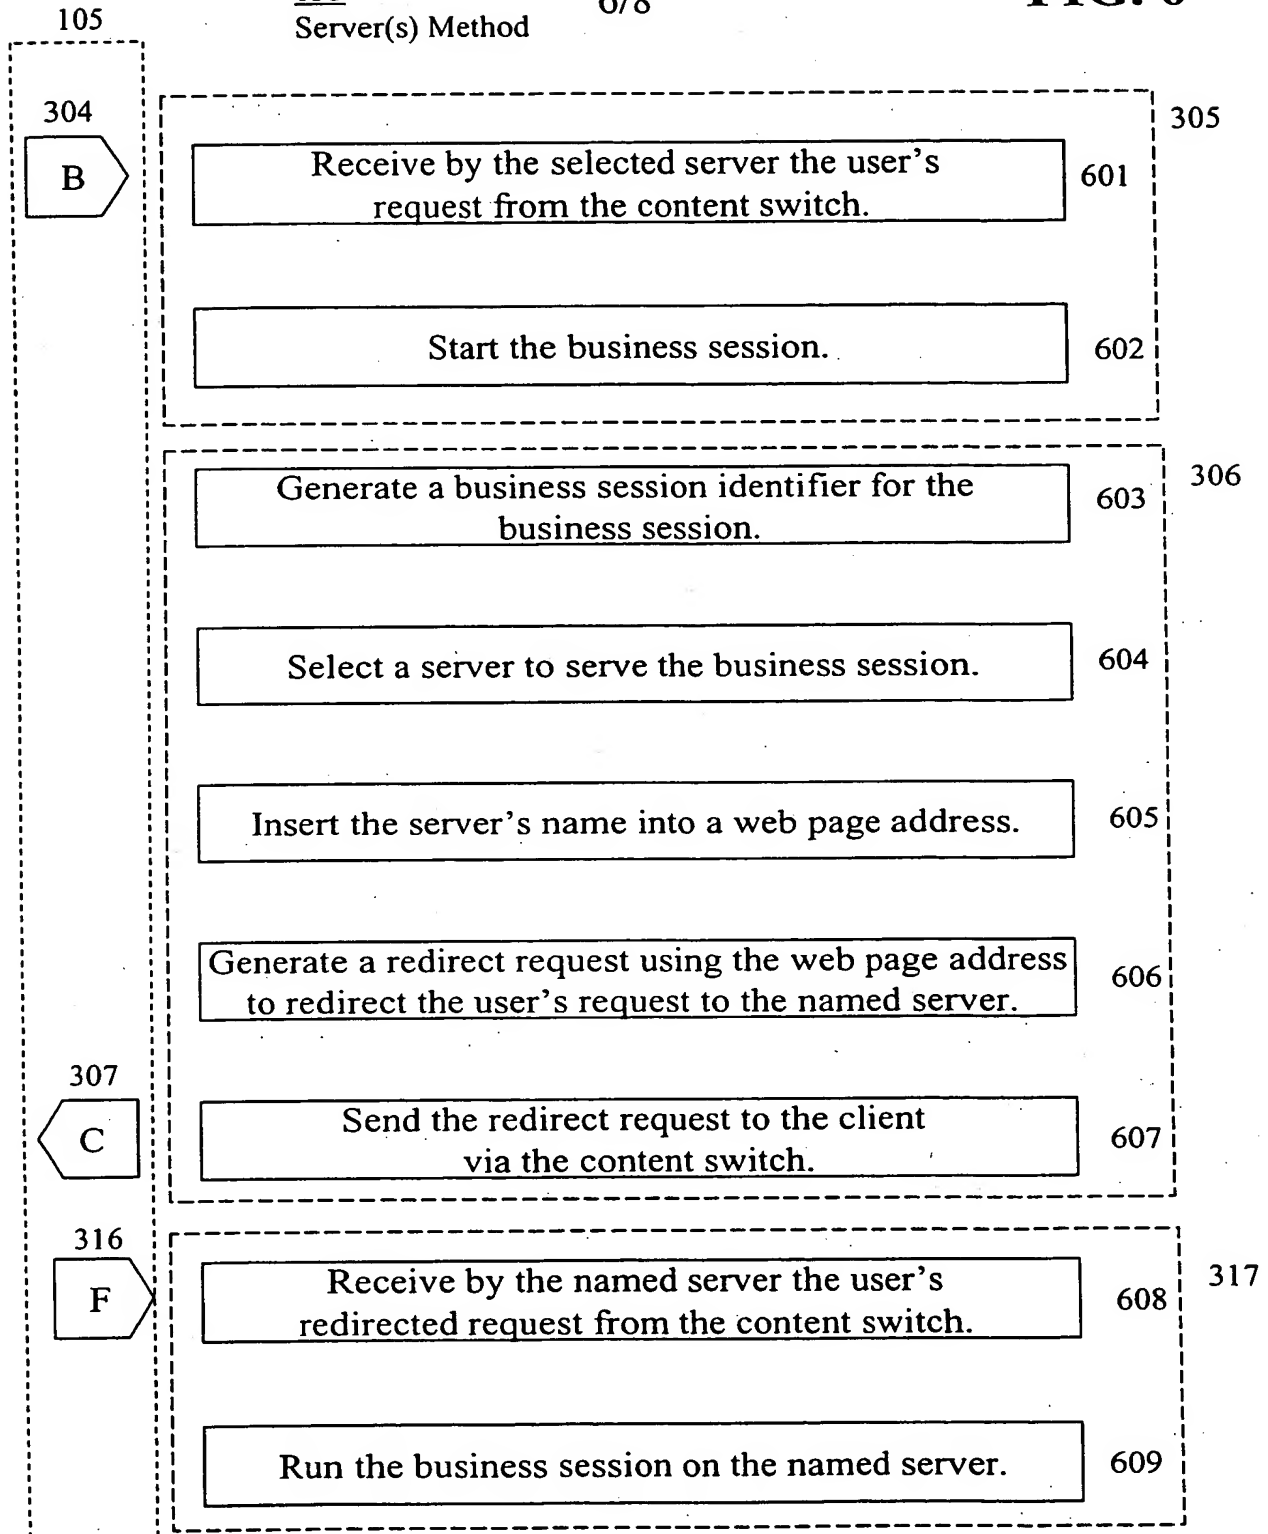 105
Server(s) Method
6/8
304
305
B
Receive by the selected server the user's
request from the content switch.
601
Start the business session.
602
306
Generate a business session identifier for the
business session.
603
Select a server to serve the business session.
604
Insert the server's name into a web page address.
605
Generate a redirect request using the web page address
to redirect the user's request to the named server.
606
307
C
Send the redirect request to the client
via the content switch.
607
316
317
F
Receive by the named server the user's
redirected request from the content switch.
608
Run the business session on the named server.
609